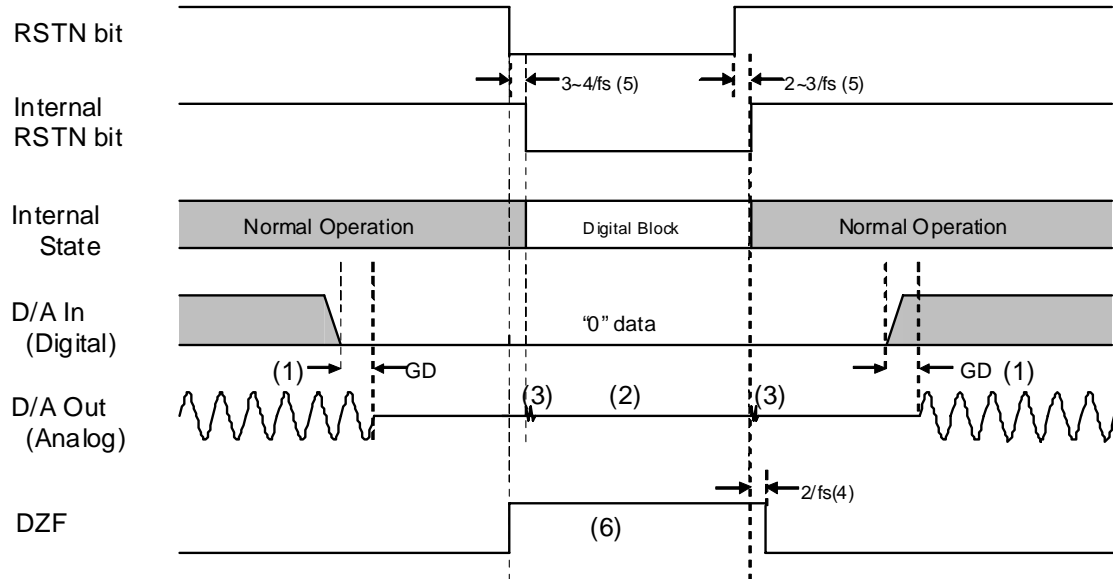 RSTN bit
3~4/fs (5)
2~3/fs (5)
Internal
RSTN bit
Internal
State
Normal Operation
Digital Block
Normal Operation
D/A In
(Digital)
“0” data
(1)
GD
GD (1)
D/A Out
(Analog)
(3)
(2)
(3)
2/fs(4)
DZF
(6)